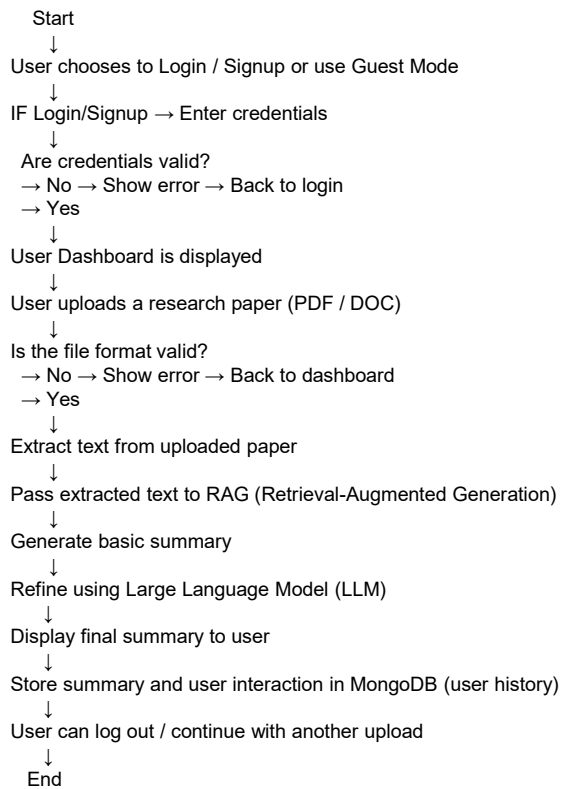 Start
↓
User chooses to Login / Signup or use Guest Mode
↓
IF Login/Signup → Enter credentials
↓
Are credentials valid?
→ No → Show error → Back to login
→ Yes
↓
User Dashboard is displayed
↓
User uploads a research paper (PDF / DOC)
↓
Is the file format valid?
→ No → Show error → Back to dashboard
→ Yes
↓
Extract text from uploaded paper
↓
Pass extracted text to RAG (Retrieval-Augmented Generation)
↓
Generate basic summary
↓
Refine using Large Language Model (LLM)
↓
Display final summary to user
↓
Store summary and user interaction in MongoDB (user history)
↓
User can log out / continue with another upload
↓
End